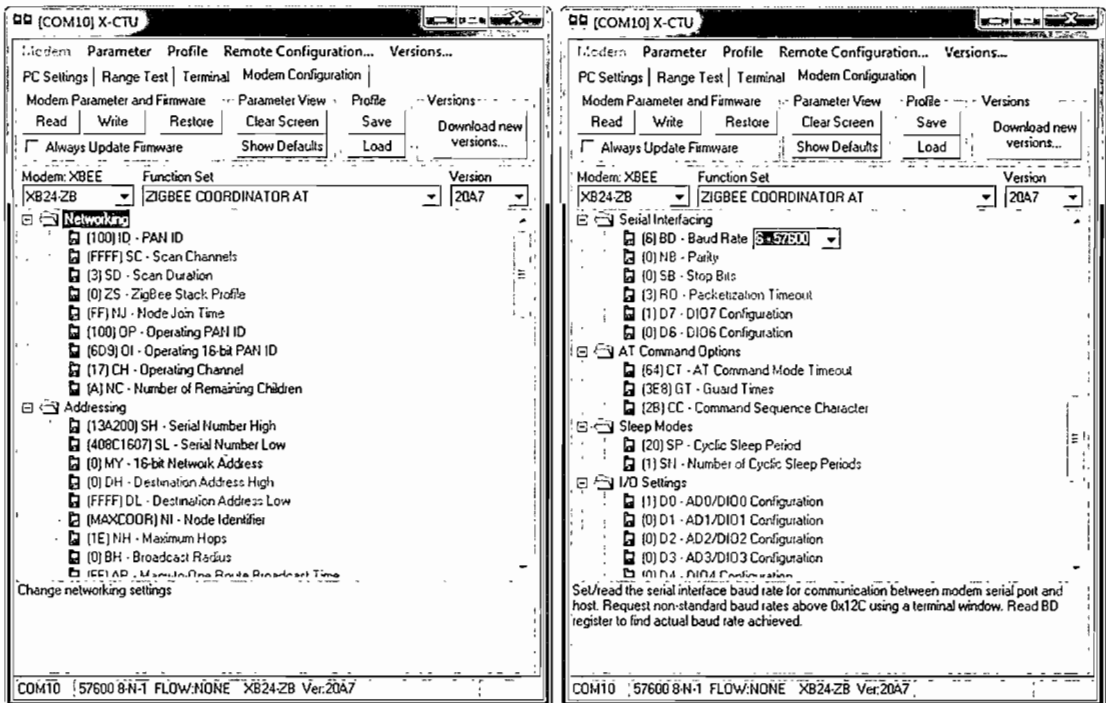 [COM10] X-CTU
Modem Parameter Profile Remote Configuration... Versions...
PC Settings Range Test Terminal Modem Configuration
Modem Parameter and Firmware Parameter View Profile Versions
Read Write Restore Clear Screen Save Download new versions...
Always Update Firmware Show Defaults Load
Modem: XBEE Function Set Version
XB24-ZB ZIGBEE COORDINATOR AT 20A7
Networking
(100) ID - PAN ID
(FFFF) SC - Scan Channels
(3) SD - Scan Duration
(0) ZS - ZigBee Stack Profile
(FF) NJ - Node Join Time
(100) OP - Operating PAN ID
(6D9) OI - Operating 16-bit PAN ID
(17) CH - Operating Channel
(A) NC - Number of Remaining Children
Addressing
(13A200) SH - Serial Number High
(408C1607) SL - Serial Number Low
(0) MY - 16-bit Network Address
(0) DH - Destination Address High
(FFFF) DL - Destination Address Low
(MAXCOOR) NI - Node Identifier
(1E) NH - Maximum Hops
(0) BH - Broadcast Radius
(FF) AR - Many-to-One Route Broadcast Time
Change networking settings
COM10 57600 8-N-1 FLOW:NONE XB24-ZB Ver:20A7
[COM10] X-CTU
Modem Parameter Profile Remote Configuration... Versions...
PC Settings Range Test Terminal Modem Configuration
Modem Parameter and Firmware Parameter View Profile Versions
Read Write Restore Clear Screen Save Download new versions...
Always Update Firmware Show Defaults Load
Modem: XBEE Function Set Version
XB24-ZB ZIGBEE COORDINATOR AT 20A7
Serial Interfacing
(6) BD - Baud Rate 57600
(0) NB - Parity
(0) SB - Stop Bits
(3) RO - Packetization Timeout
(1) D7 - DIO7 Configuration
(0) D6 - DIO6 Configuration
AT Command Options
(64) CT - AT Command Mode Timeout
(3E8) GT - Guard Times
(2B) CC - Command Sequence Character
Sleep Modes
(20) SP - Cyclic Sleep Period
(1) SN - Number of Cyclic Sleep Periods
I/O Settings
(1) D0 - AD0/DIO0 Configuration
(0) D1 - AD1/DIO1 Configuration
(0) D2 - AD2/DIO2 Configuration
(0) D3 - AD3/DIO3 Configuration
(0) D4 - DIO4 Configuration
Set/read the serial interface baud rate for communication between modem serial port and
host. Request non-standard baud rates above 0x12C using a terminal window. Read BD
register to find actual baud rate achieved.
COM10 57600 8-N-1 FLOW:NONE XB24-ZB Ver:20A7